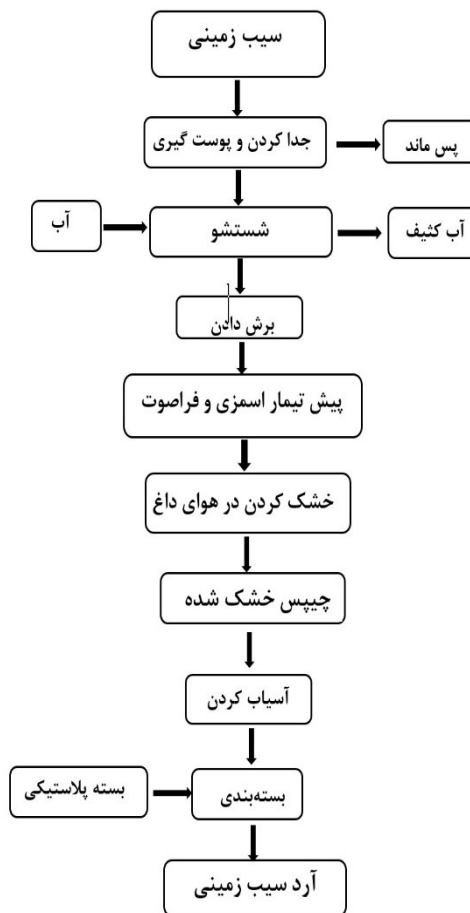 سیب زمینی
جدا کردن و پوست گیری
پس ماند
آب
شستشو
آب کثیف
برش دادن
پیش تیمار اسمزی و فراصوت
خشک کردن در هوای داغ
چیپس خشک شده
آسیاب کردن
بسته پلاستیکی
بسته‌بندی
آرد سیب زمینی